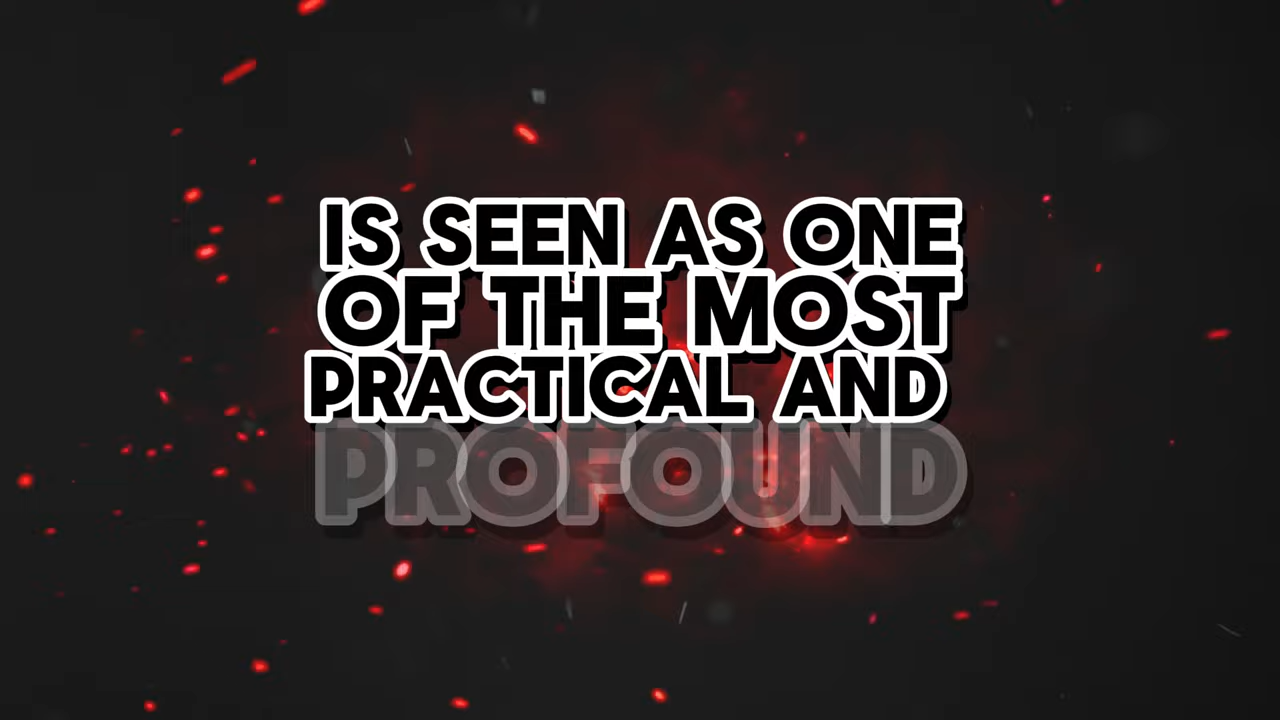 IS SEEN AS ONE
OF THE MOST
PRACTICAL AND
PROFOUND